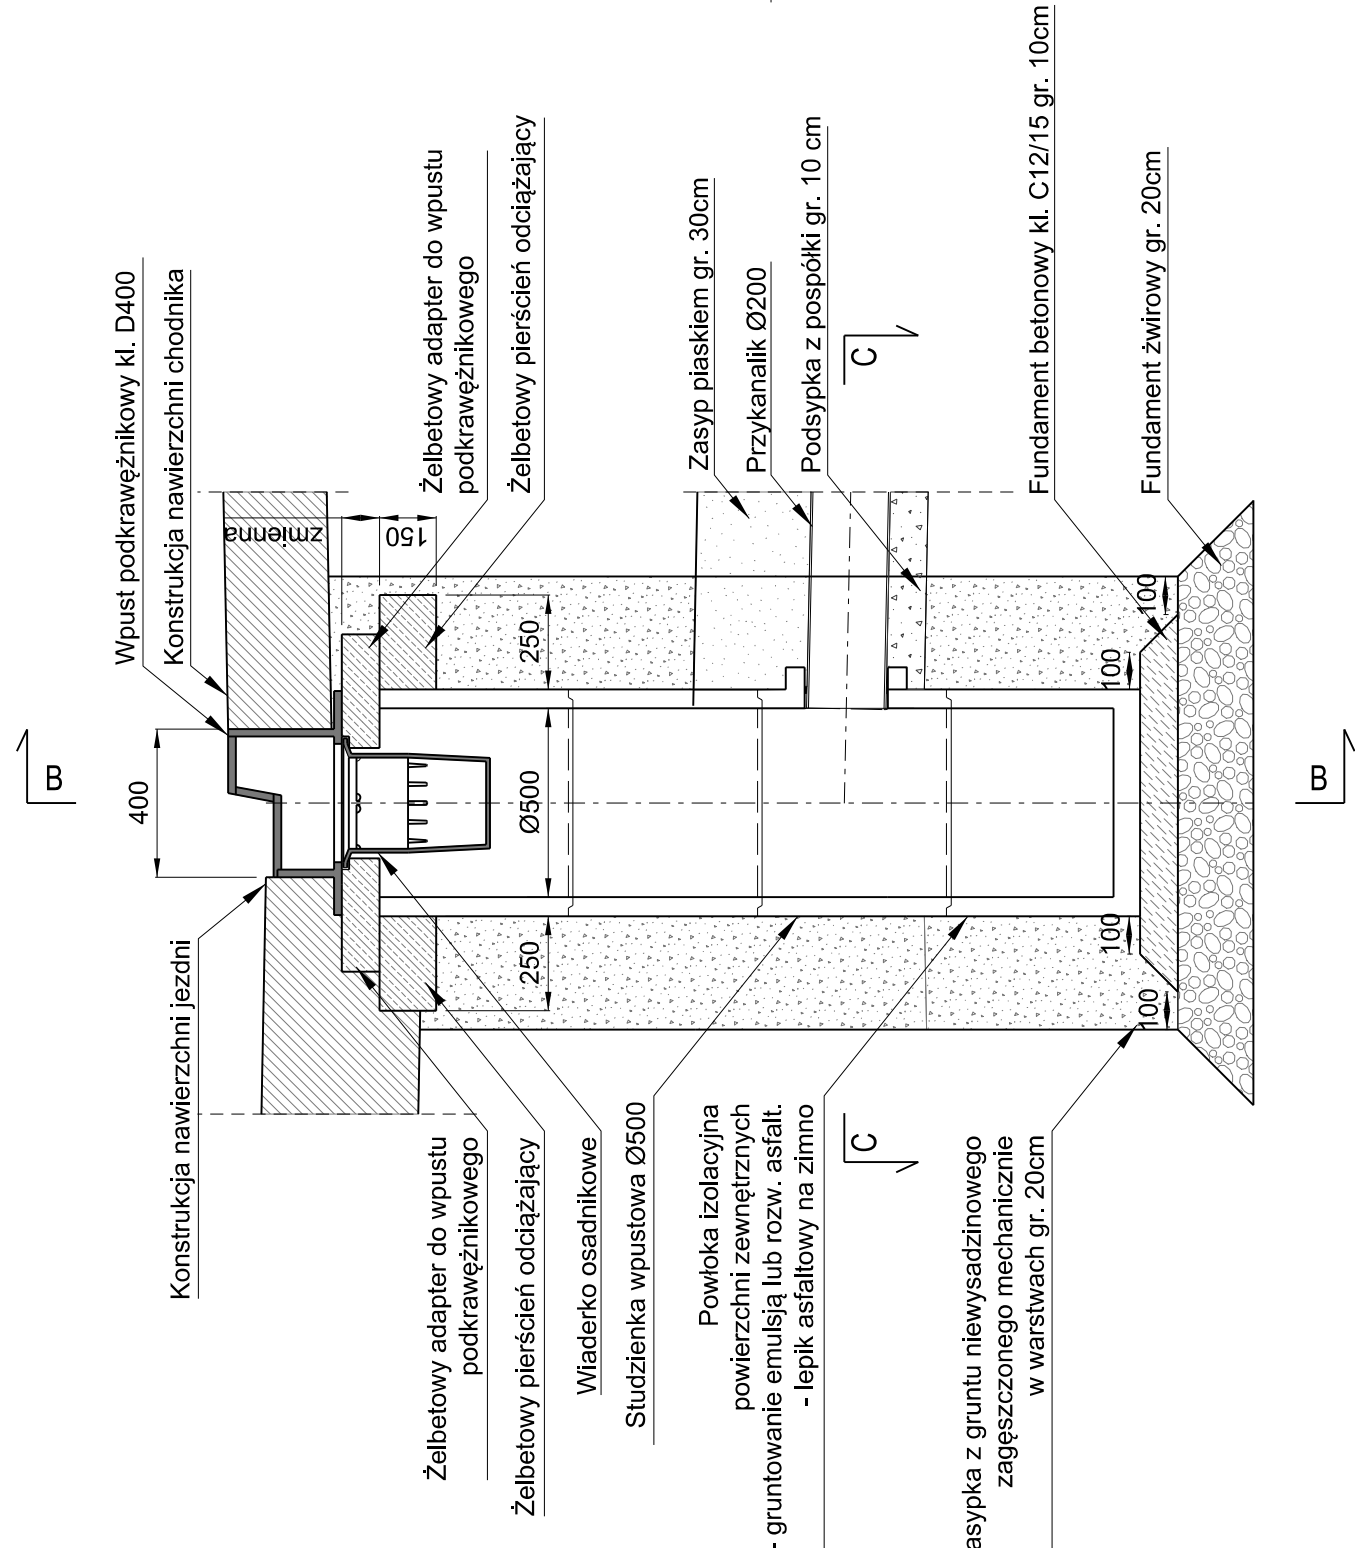 Wpust podkrawężnikowy kl. D400
Konstrukcja nawierzchni chodnika
Żelbetowy adapter do wpustu
podkrawężnikowego
Żelbetowy pierścień odciążający
Zasyp piaskiem gr. 30cm
Przykanalik Ø200
Podsypka z pospółki gr. 10 cm
Fundament betonowy kl. C12/15 gr. 10cm
Fundament żwirowy gr. 20cm
C
zmienna
150
250
100
100
B
400
Ø500
B
250
100
100
Konstrukcja nawierzchni jezdni
Żelbetowy adapter do wpustu
podkrawężnikowego
Żelbetowy pierścień odciążający
Wiaderko osadnikowe
Studzienka wpustowa Ø500
Powłoka izolacyjna
powierzchni zewnętrznych
- gruntowanie emulsją lub rozw. asfalt.
- lepik asfaltowy na zimno
C
asypka z gruntu niewysadzinowego
zagęszczonego mechanicznie
w warstwach gr. 20cm